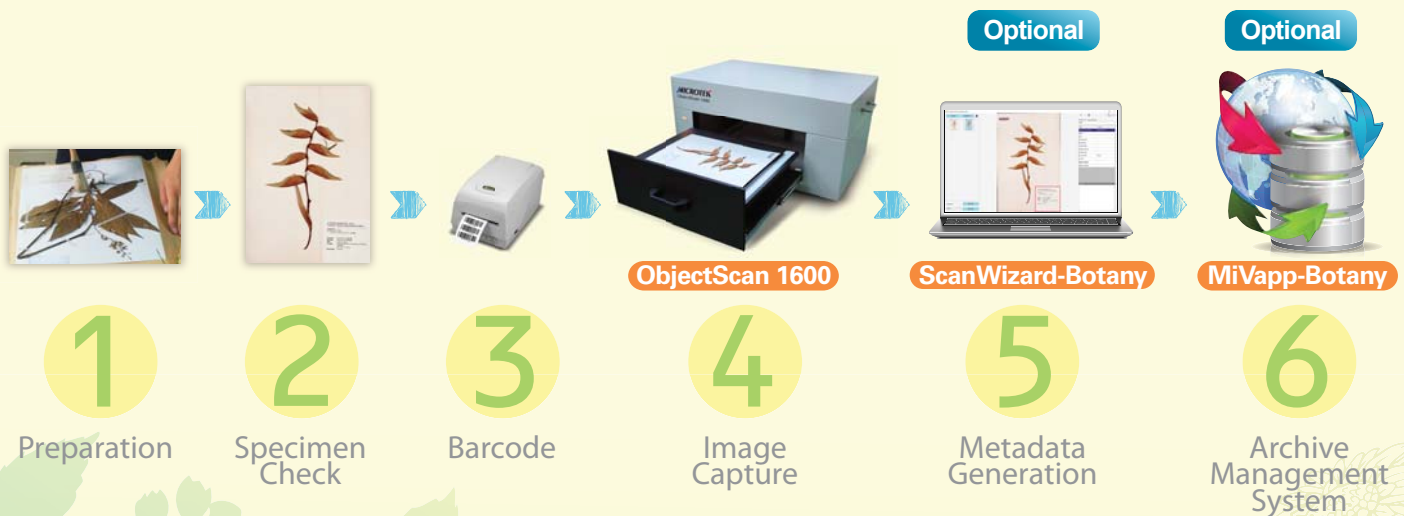 Optional
Optional
MICROTEK
ObjectScan 1600
ScanWizard-Botany
MiVapp-Botany
1
2
3
4
5
6
Preparation
Specimen
Check
Barcode
Image
Capture
Metadata
Generation
Archive
Management
System